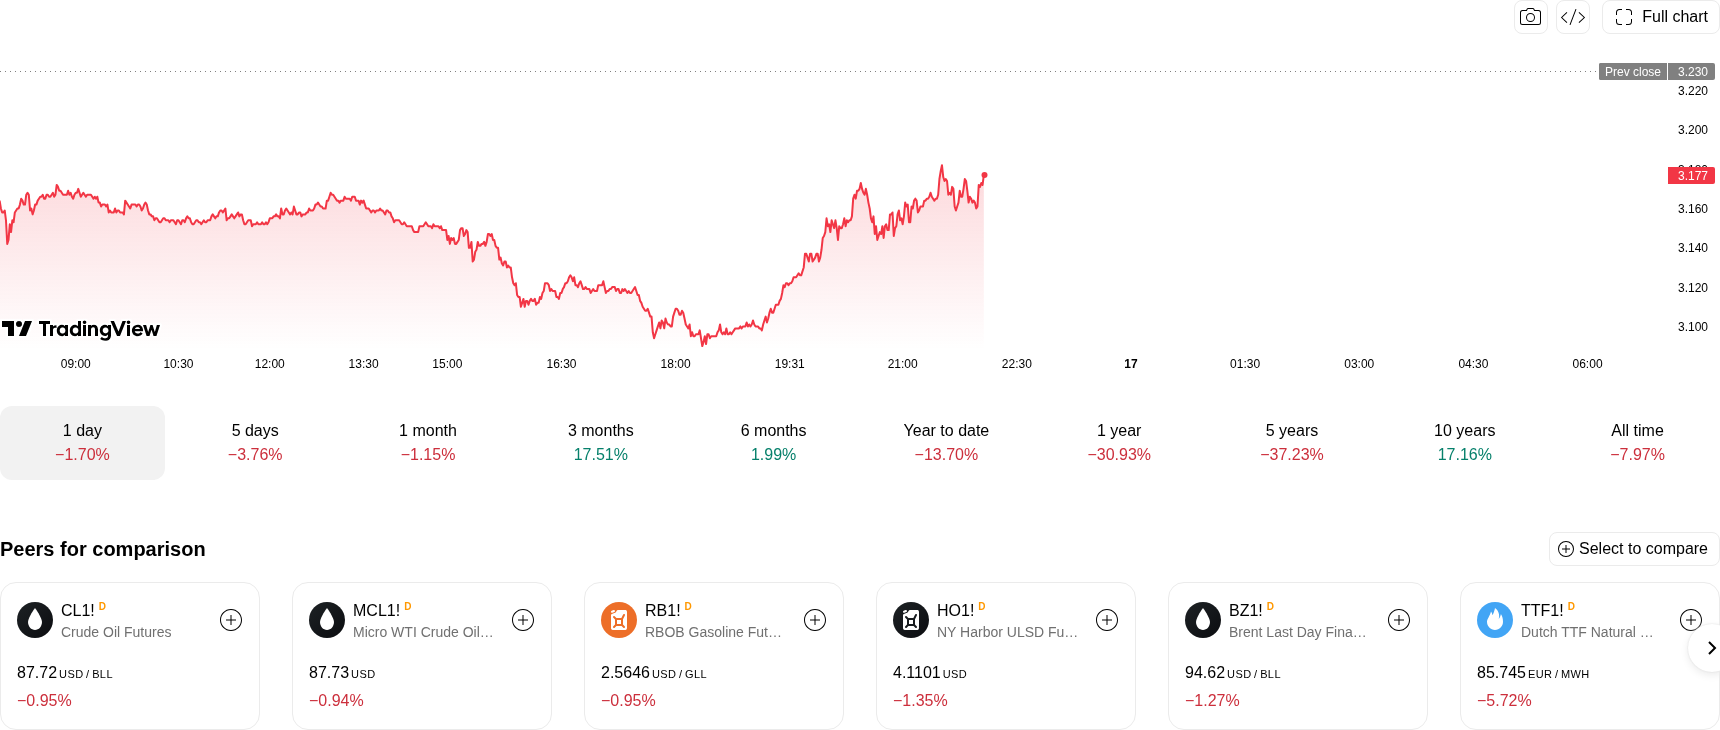 Full chart
Prev close 3.230
3.220
3.200
3.177
3.160
3.140
3.120
3.100
TradingView
09:00 10:30 12:00 13:30 15:00 16:30 18:00 19:31 21:00 22:30 17 01:30 03:00 04:30 06:00
1 day 5 days 1 month 3 months 6 months Year to date 1 year 5 years 10 years All time
−1.70% −3.76% −1.15% 17.51% 1.99% −13.70% −30.93% −37.23% 17.16% −7.97%
Peers for comparison
Select to compare
CL1! D
Crude Oil Futures
87.72 USD / BLL
−0.95%
MCL1! D
Micro WTI Crude Oil…
87.73 USD
−0.94%
RB1! D
RBOB Gasoline Fut…
2.5646 USD / GLL
−0.95%
HO1! D
NY Harbor ULSD Fu…
4.1101 USD
−1.35%
BZ1! D
Brent Last Day Fina…
94.62 USD / BLL
−1.27%
TTF1! D
Dutch TTF Natural …
85.745 EUR / MWH
−5.72%